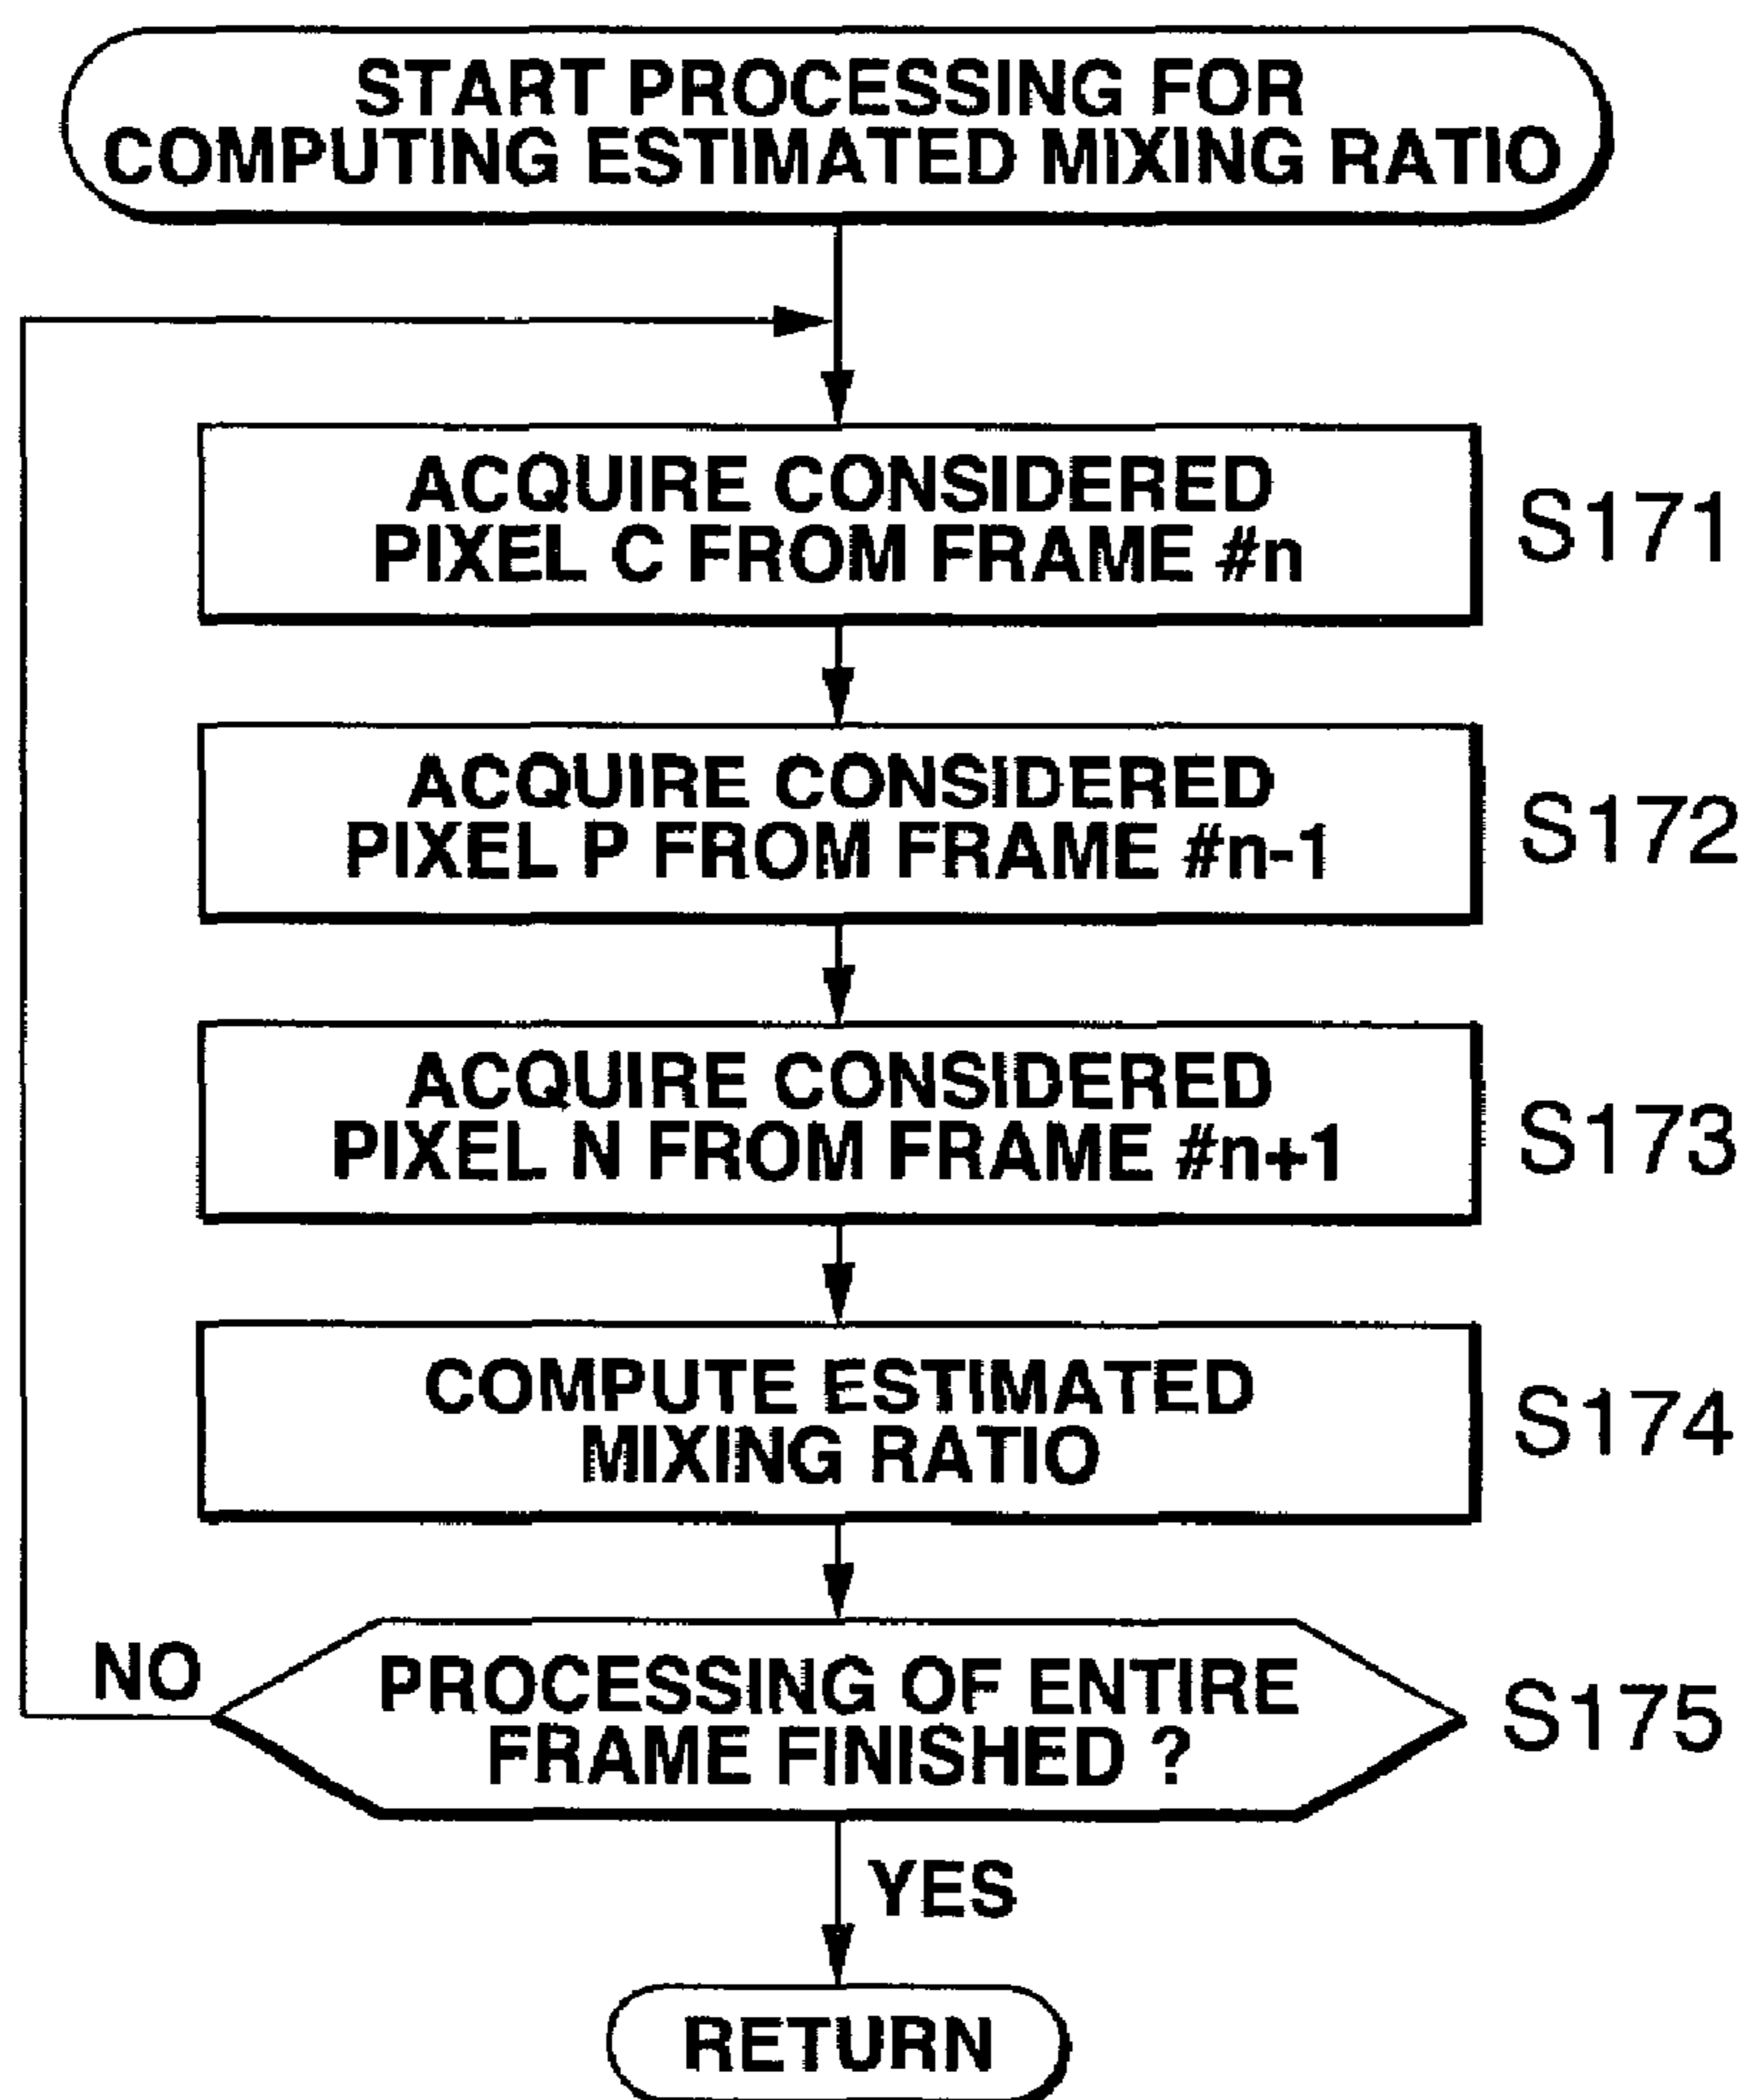 START PROCESSING FOR
COMPUTING ESTIMATED MIXING RATIO
ACQUIRE CONSIDERED
PIXEL C FROM FRAME #n
S171
ACQUIRE CONSIDERED
PIXEL P FROM FRAME #n-1
S172
ACQUIRE CONSIDERED
PIXEL N FROM FRAME #n+1
S173
COMPUTE ESTIMATED
MIXING RATIO
S174
NO
PROCESSING OF ENTIRE
FRAME FINISHED ?
S175
YES
RETURN